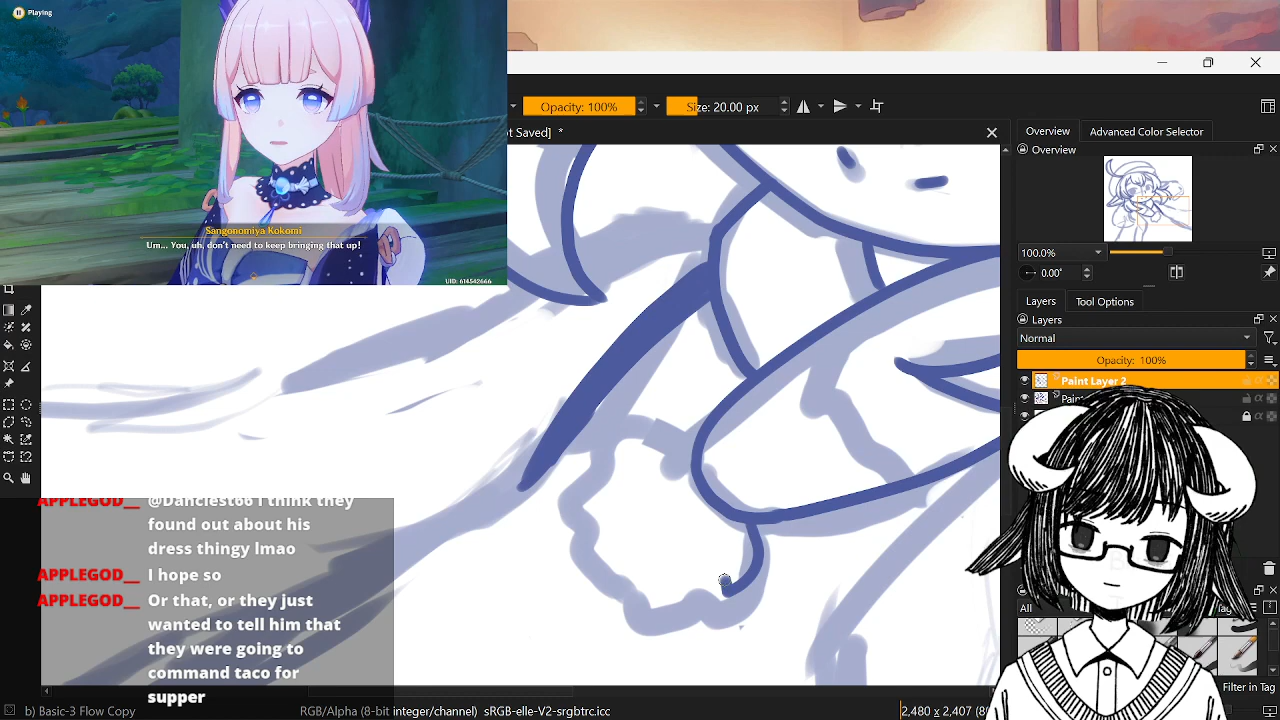 Playing
Sangonomiya Kokomi
Um... You, uh, don't need to keep bringing that up!
UID: 614542666
Opacity: 100%
Size: 20.00 px
ot Saved] *
Overview
Advanced Color Selector
Overview
100.0%
0.00°
Layers
Tool Options
Layers
Normal
Opacity: 100%
Paint Layer 2
Pain
All
Tag
Filter in Tag
APPLEGOD__ @Danciest66 I think they
found out about his
dress thingy lmao
APPLEGOD__ I hope so
APPLEGOD__ Or that, or they just
wanted to tell him that
they were going to
command taco for
supper
b) Basic-3 Flow Copy
RGB/Alpha (8-bit integer/channel) sRGB-elle-V2-srgbtrc.icc
2,480 x 2,407 (8